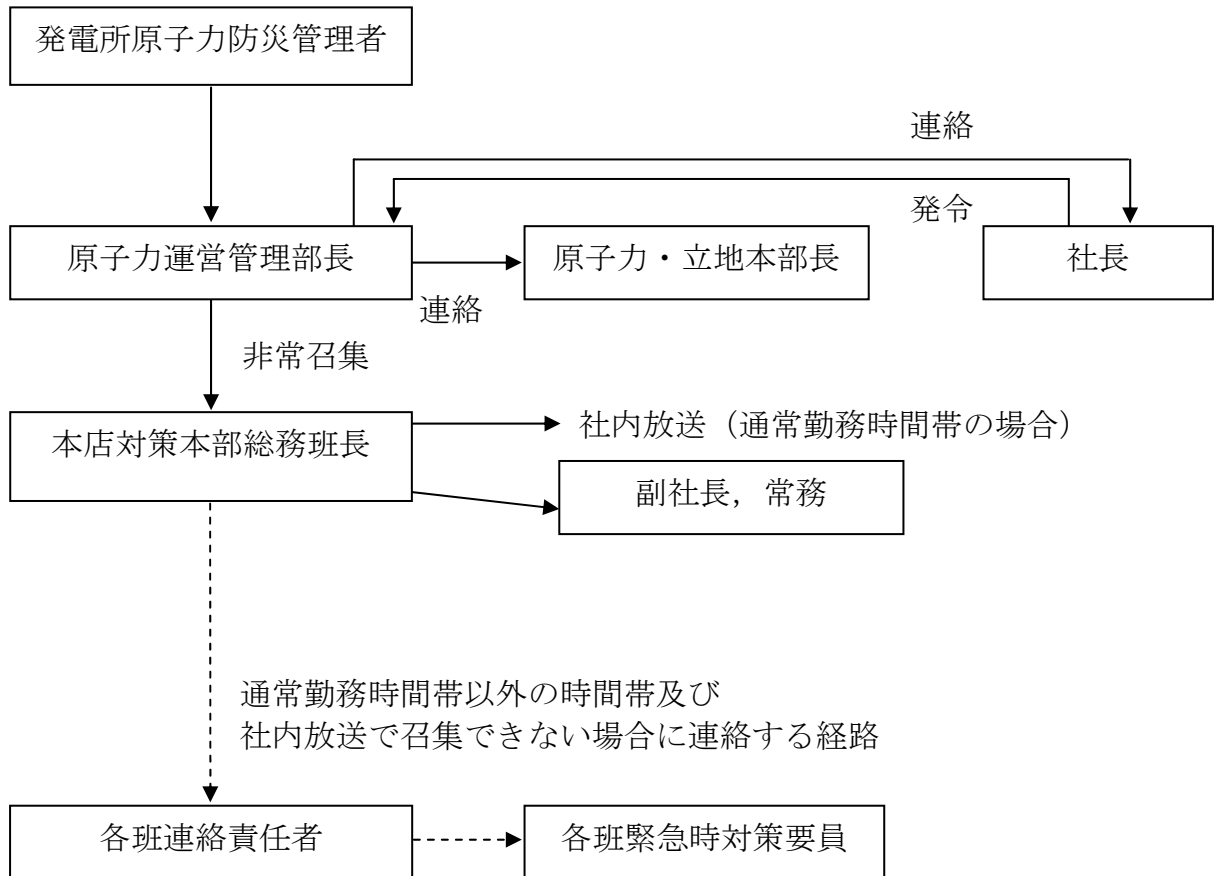 発電所原子力防災管理者
連絡
発令
原子力運営管理部長
原子力・立地本部長
社長
連絡
非常召集
本店対策本部総務班長
社内放送（通常勤務時間帯の場合）
副社長，常務
通常勤務時間帯以外の時間帯及び
社内放送で召集できない場合に連絡する経路
各班連絡責任者
各班緊急時対策要員